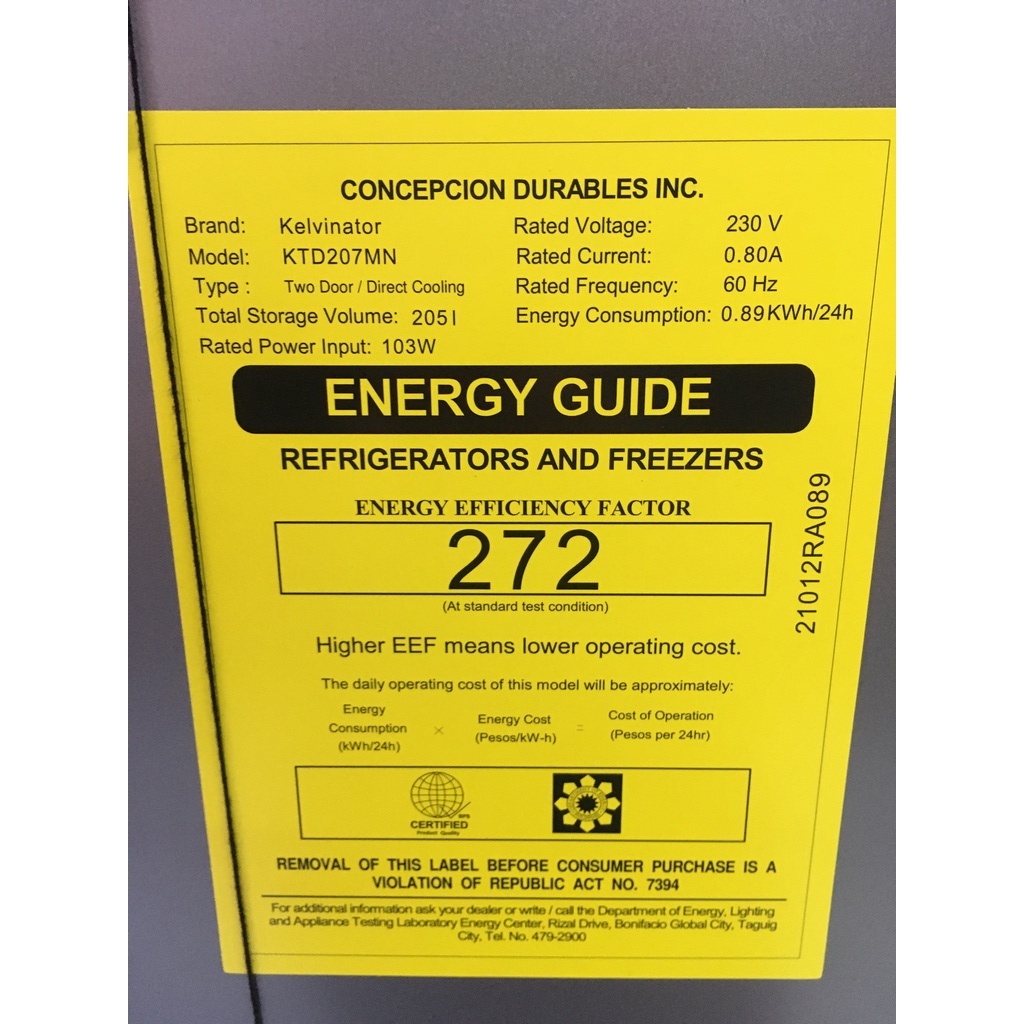 CONCEPCION DURABLES INC.
Brand: Kelvinator Rated Voltage: 230 V
Model: KTD207MN Rated Current: 0.80A
Type : Two Door / Direct Cooling Rated Frequency: 60 Hz
Total Storage Volume: 205 l Energy Consumption: 0.89KWh/24h
Rated Power Input: 103W
ENERGY GUIDE
REFRIGERATORS AND FREEZERS
ENERGY EFFICIENCY FACTOR
272
(At standard test condition)
21012RA089
Higher EEF means lower operating cost.
The daily operating cost of this model will be approximately:
Energy Consumption (kWh/24h) × Energy Cost (Pesos/kW-h) = Cost of Operation (Pesos per 24hr)
BPS
CERTIFIED
Product Quality
REMOVAL OF THIS LABEL BEFORE CONSUMER PURCHASE IS A
VIOLATION OF REPUBLIC ACT NO. 7394
For additional information ask your dealer or write / call the Department of Energy, Lighting
and Appliance Testing Laboratory Energy Center, Rizal Drive, Bonifacio Global City, Taguig
City, Tel. No. 479-2900